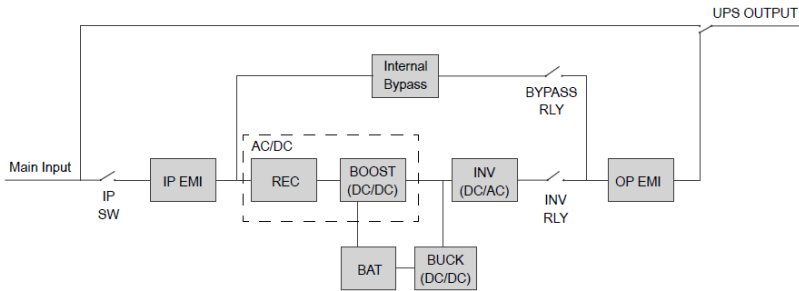 UPS OUTPUT
Internal
Bypass
BYPASS
RLY
AC/DC
Main Input
IP
SW
IP EMI
REC
BOOST
(DC/DC)
INV
(DC/AC)
INV
RLY
OP EMI
BAT
BUCK
(DC/DC)